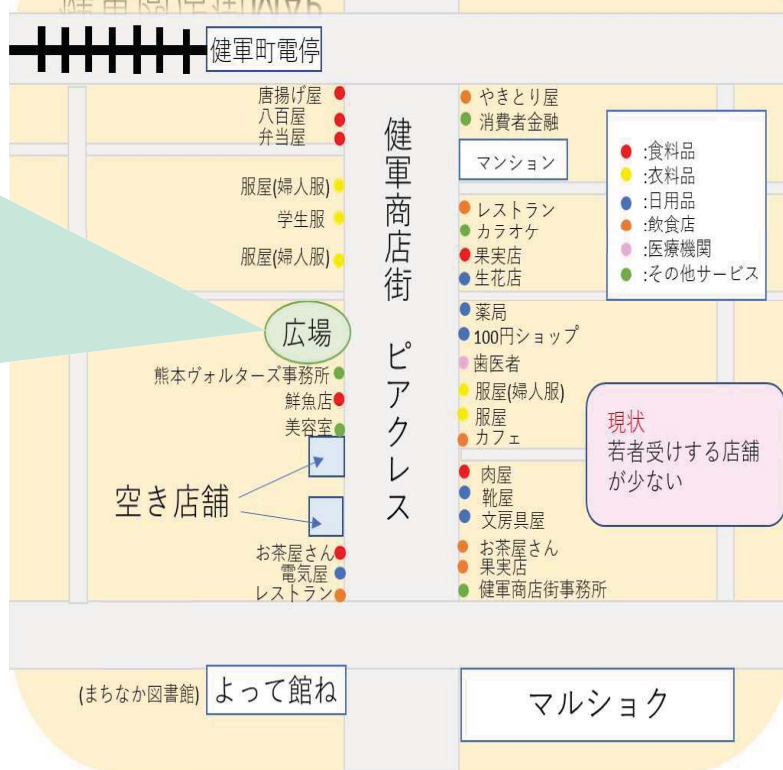 健軍町電停
唐揚げ屋
八百屋
弁当屋
服屋(婦人服)
学生服
服屋(婦人服)
広場
熊本ヴォルターズ事務所
鮮魚店
美容室
空き店舗
お茶屋さん
電気屋
レストラン
健軍商店街 ピアクレス
やきとり屋
消費者金融
マンション
レストラン
カラオケ
果実店
生花店
薬局
100円ショップ
歯医者
服屋(婦人服)
服屋
カフェ
肉屋
靴屋
文房具屋
お茶屋さん
果実店
健軍商店街事務所
:食料品
:衣料品
:日用品
:飲食店
:医療機関
:その他サービス
現状
若者受けする店舗
が少ない
(まちなか図書館)
よって館ね
マルショク